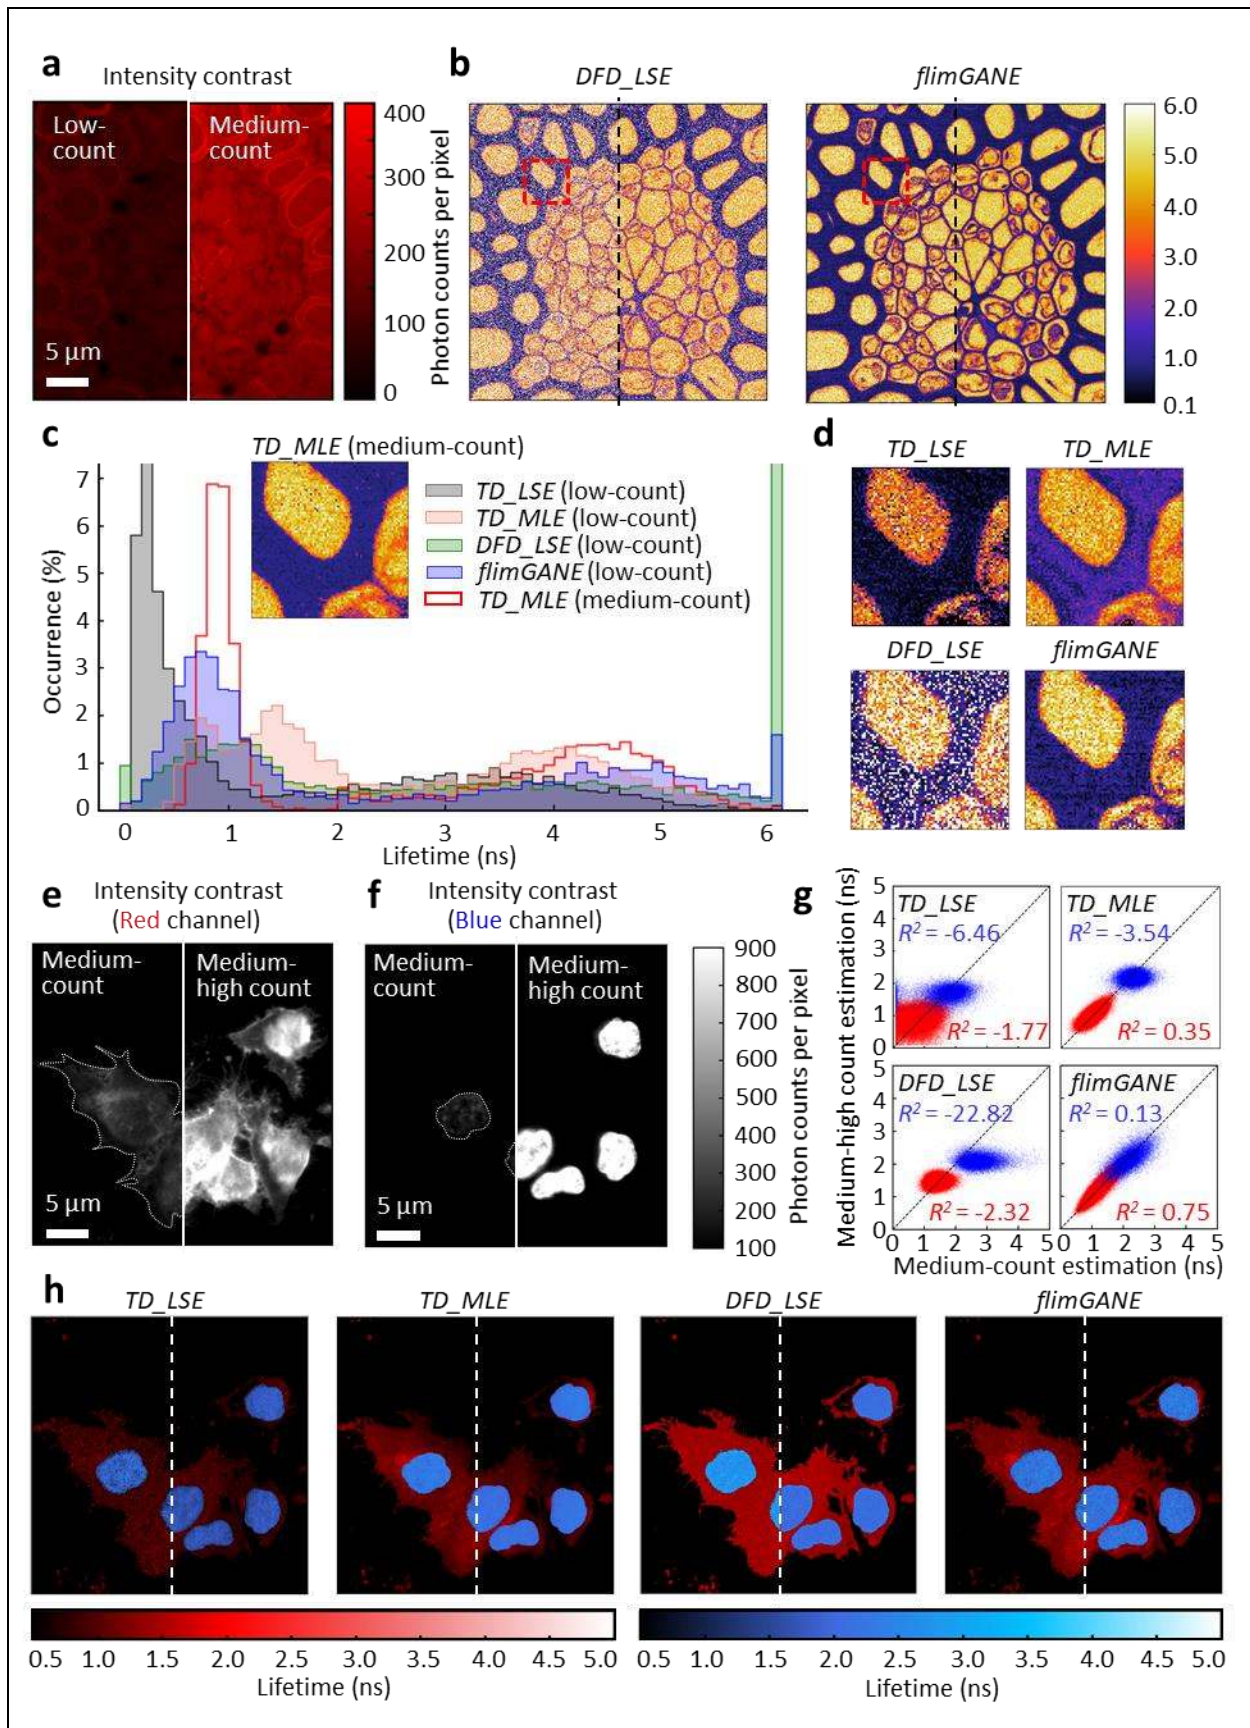 a
Intensity contrast
Low-count
Medium-count
5 μm
400
300
200
100
0
Photon counts per pixel
b
DFD_LSE
flimGANE
6.0
5.0
4.0
3.0
2.0
1.0
0.1
c
TD_MLE (medium-count)
TD_LSE (low-count)
TD_MLE (low-count)
DFD_LSE (low-count)
flimGANE (low-count)
TD_MLE (medium-count)
Occurrence (%)
7
6
5
4
3
2
1
0
0 1 2 3 4 5 6
Lifetime (ns)
d
TD_LSE
TD_MLE
DFD_LSE
flimGANE
e
Intensity contrast
(Red channel)
Medium-count
Medium-high count
5 μm
f
Intensity contrast
(Blue channel)
Medium-count
Medium-high count
5 μm
900
800
700
600
500
400
300
200
100
Photon counts per pixel
g
Medium-high count estimation (ns)
5
4
3
2
1
0
TD_LSE
R² = -6.46
R² = -1.77
TD_MLE
R² = -3.54
R² = 0.35
5
4
3
2
1
0
DFD_LSE
R² = -22.82
R² = -2.32
flimGANE
R² = 0.13
R² = 0.75
0 1 2 3 4 5
0 1 2 3 4 5
Medium-count estimation (ns)
h
TD_LSE
TD_MLE
DFD_LSE
flimGANE
0.5 1.0 1.5 2.0 2.5 3.0 3.5 4.0 4.5 5.0
Lifetime (ns)
0.5 1.0 1.5 2.0 2.5 3.0 3.5 4.0 4.5 5.0
Lifetime (ns)